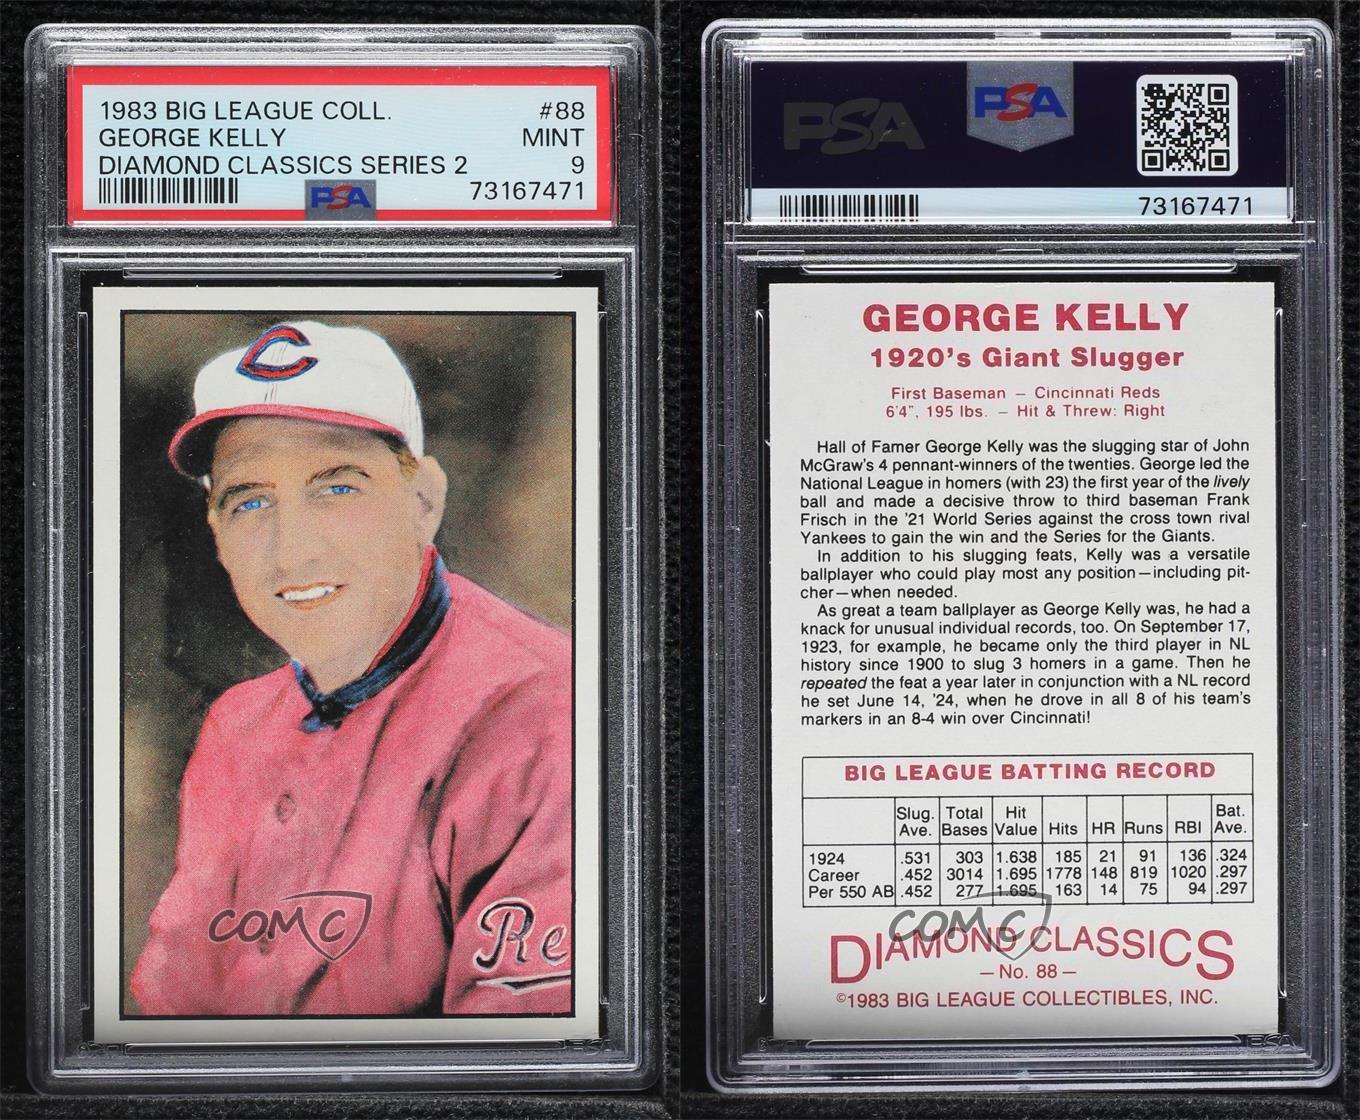 1983 BIG LEAGUE COLL. #88
GEORGE KELLY MINT
DIAMOND CLASSICS SERIES 2 9
PSA 73167471
C
Re
COMC
PSA PSA
73167471
GEORGE KELLY
1920's Giant Slugger
First Baseman – Cincinnati Reds
6'4", 195 lbs. – Hit & Threw: Right
Hall of Famer George Kelly was the slugging star of John
McGraw's 4 pennant-winners of the twenties. George led the
National League in homers (with 23) the first year of the lively
ball and made a decisive throw to third baseman Frank
Frisch in the '21 World Series against the cross town rival
Yankees to gain the win and the Series for the Giants.
In addition to his slugging feats, Kelly was a versatile
ballplayer who could play most any position—including pit-
cher—when needed.
As great a team ballplayer as George Kelly was, he had a
knack for unusual individual records, too. On September 17,
1923, for example, he became only the third player in NL
history since 1900 to slug 3 homers in a game. Then he
repeated the feat a year later in conjunction with a NL record
he set June 14, '24, when he drove in all 8 of his team's
markers in an 8-4 win over Cincinnati!
BIG LEAGUE BATTING RECORD
Slug. Total Hit Bat.
Ave. Bases Value Hits HR Runs RBI Ave.
1924 .531 303 1.638 185 21 91 136 .324
Career .452 3014 1.695 1778 148 819 1020 .297
Per 550 AB .452 277 1.695 163 14 75 94 .297
COMC
DIAMOND CLASSICS
– No. 88 –
©1983 BIG LEAGUE COLLECTIBLES, INC.